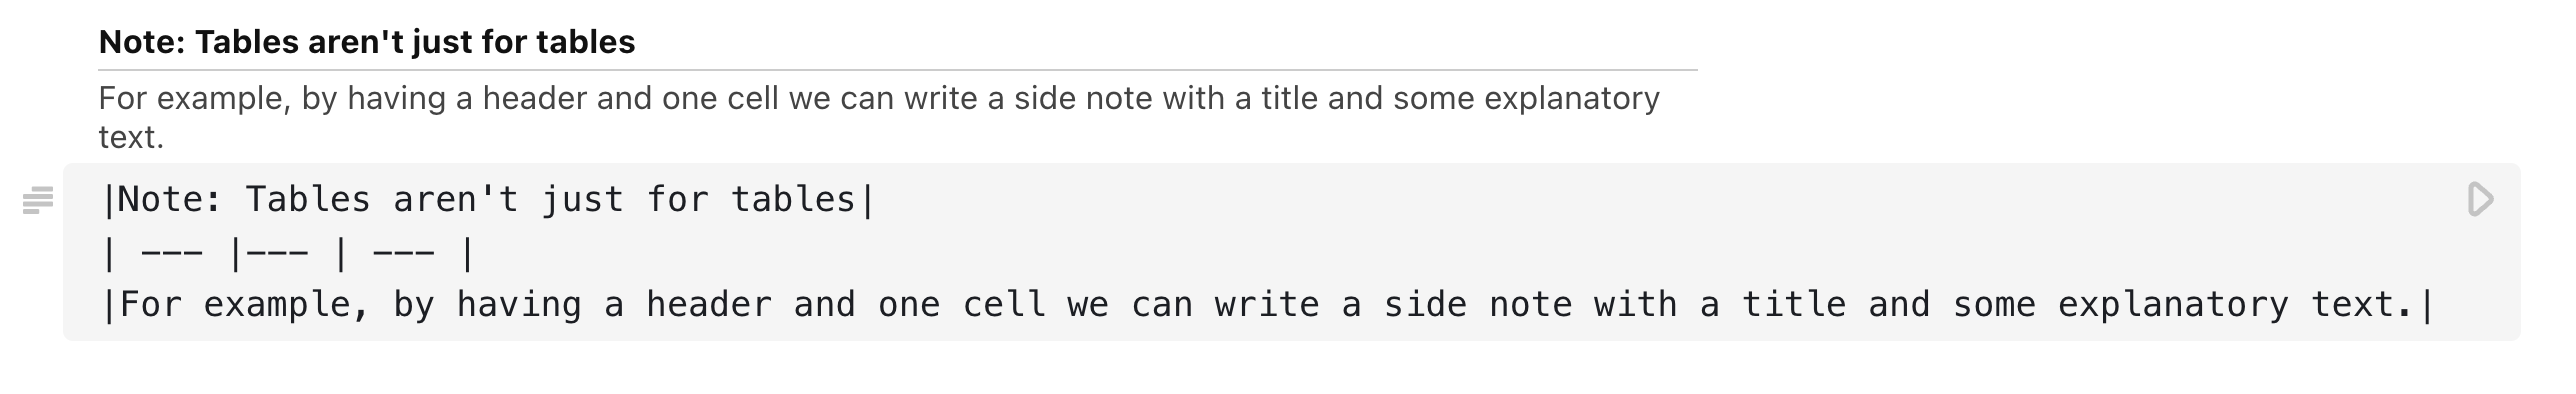 Note: Tables aren't just for tables
For example, by having a header and one cell we can write a side note with a title and some explanatory
text.
|Note: Tables aren't just for tables|
| --- |--- | --- |
|For example, by having a header and one cell we can write a side note with a title and some explanatory text.|